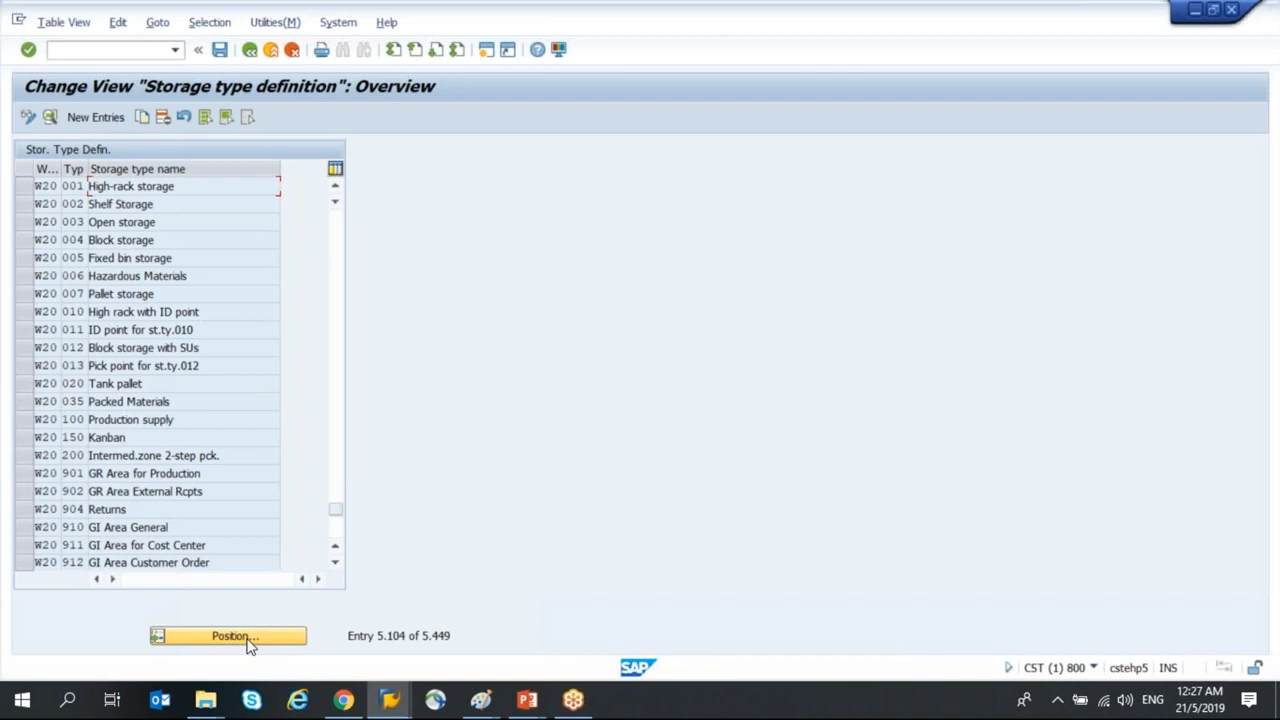 Table View Edit Goto Selection Utilities(M) System Help
Change View "Storage type definition": Overview
New Entries
Stor. Type Defin.
W... Typ Storage type name
W20 001 High-rack storage
W20 002 Shelf Storage
W20 003 Open storage
W20 004 Block storage
W20 005 Fixed bin storage
W20 006 Hazardous Materials
W20 007 Pallet storage
W20 010 High rack with ID point
W20 011 ID point for st.ty.010
W20 012 Block storage with SUs
W20 013 Pick point for st.ty.012
W20 020 Tank pallet
W20 035 Packed Materials
W20 100 Production supply
W20 150 Kanban
W20 200 Intermed.zone 2-step pck.
W20 901 GR Area for Production
W20 902 GR Area External Rcpts
W20 904 Returns
W20 910 GI Area General
W20 911 GI Area for Cost Center
W20 912 GI Area Customer Order
Position... Entry 5.104 of 5.449
SAP CST (1) 800 cstehp5 INS
ENG 12:27 AM
21/5/2019